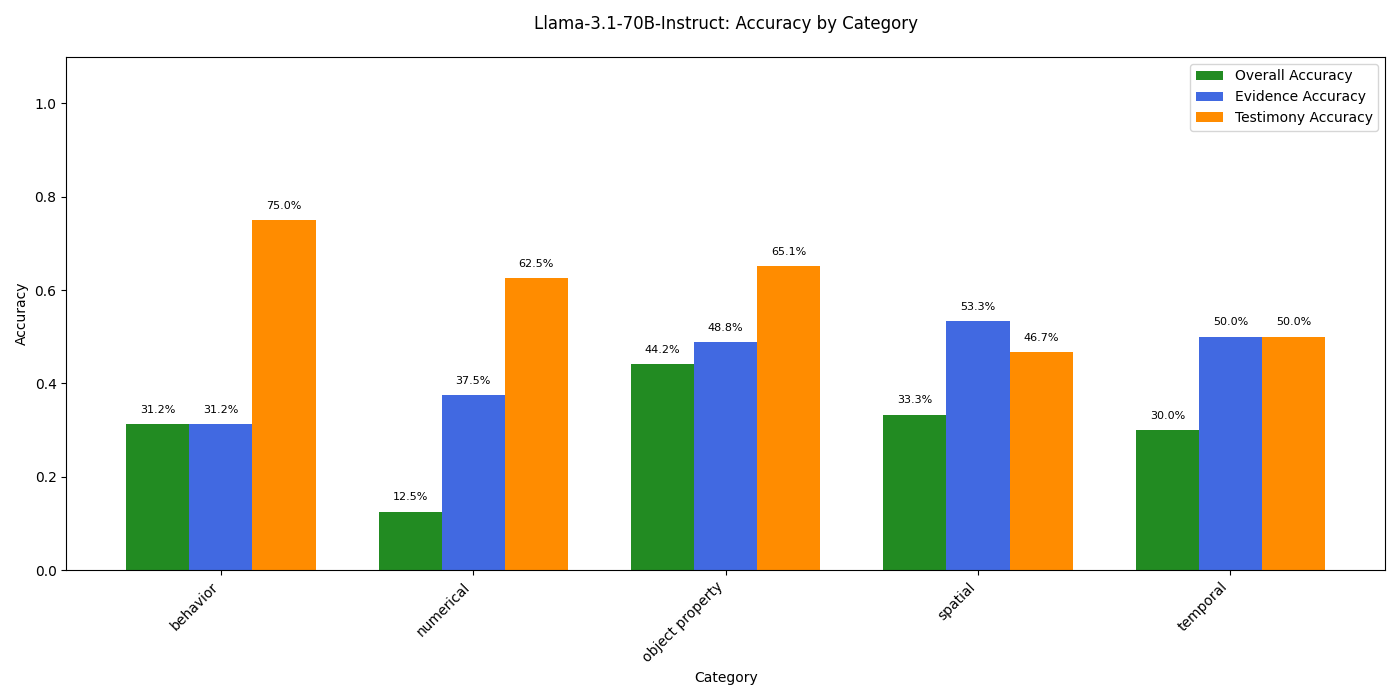 Llama-3.1-70B-Instruct: Accuracy by Category
Overall Accuracy
Evidence Accuracy
Testimony Accuracy
Accuracy
1.0
0.8
0.6
0.4
0.2
0.0
31.2%
31.2%
75.0%
12.5%
37.5%
62.5%
44.2%
48.8%
65.1%
33.3%
53.3%
46.7%
30.0%
50.0%
50.0%
behavior
numerical
object property
spatial
temporal
Category